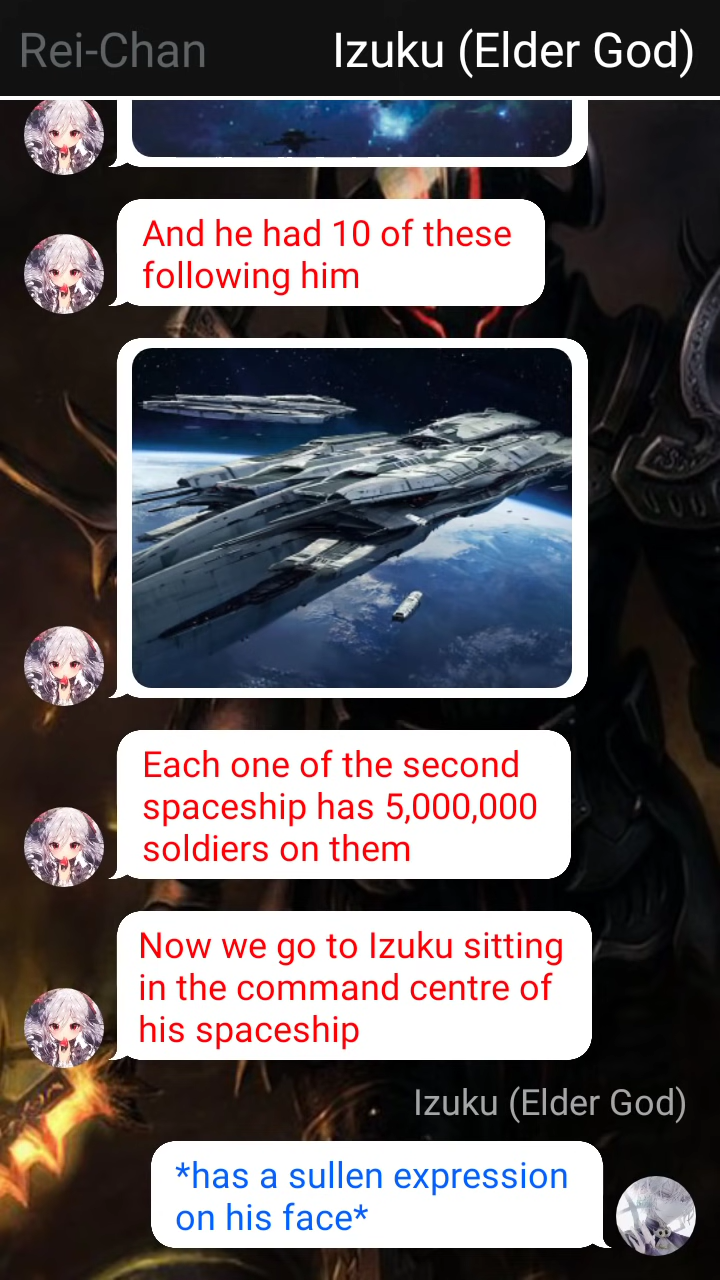 Rei-Chan
Izuku (Elder God)
And he had 10 of these
following him
Each one of the second
spaceship has 5,000,000
soldiers on them
Now we go to Izuku sitting
in the command centre of
his spaceship
Izuku (Elder God)
*has a sullen expression
on his face*